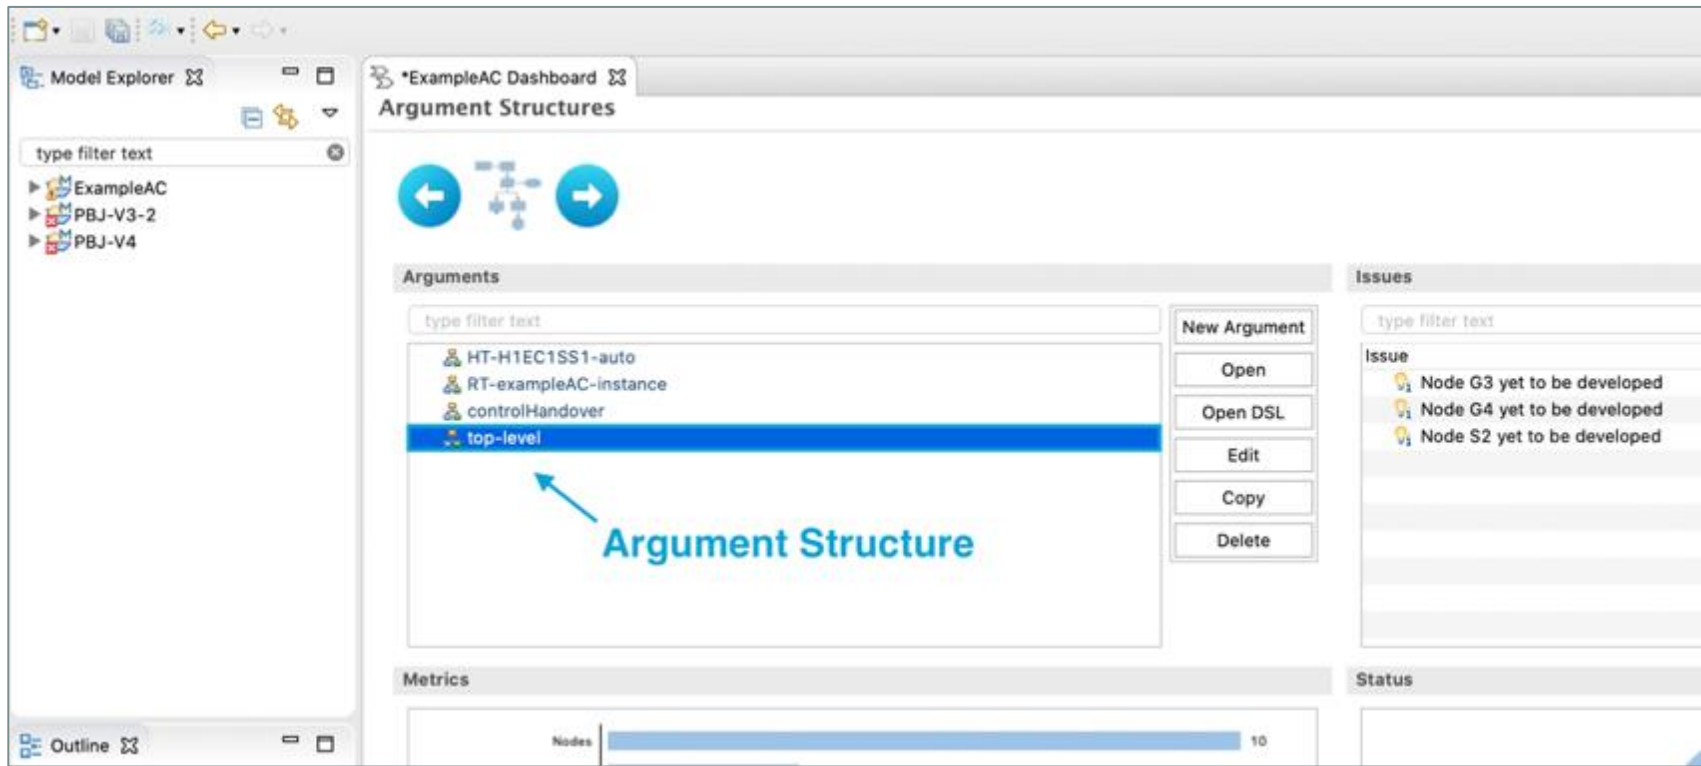 Model Explorer
type filter text
ExampleAC
PBJ-V3-2
PBJ-V4
Outline
*ExampleAC Dashboard
Argument Structures
Arguments
type filter text
HT-H1EC1SS1-auto
RT-exampleAC-instance
controlHandover
top-level
Argument Structure
New Argument
Open
Open DSL
Edit
Copy
Delete
Issues
type filter text
Issue
Node G3 yet to be developed
Node G4 yet to be developed
Node S2 yet to be developed
Metrics
Nodes 10
Status